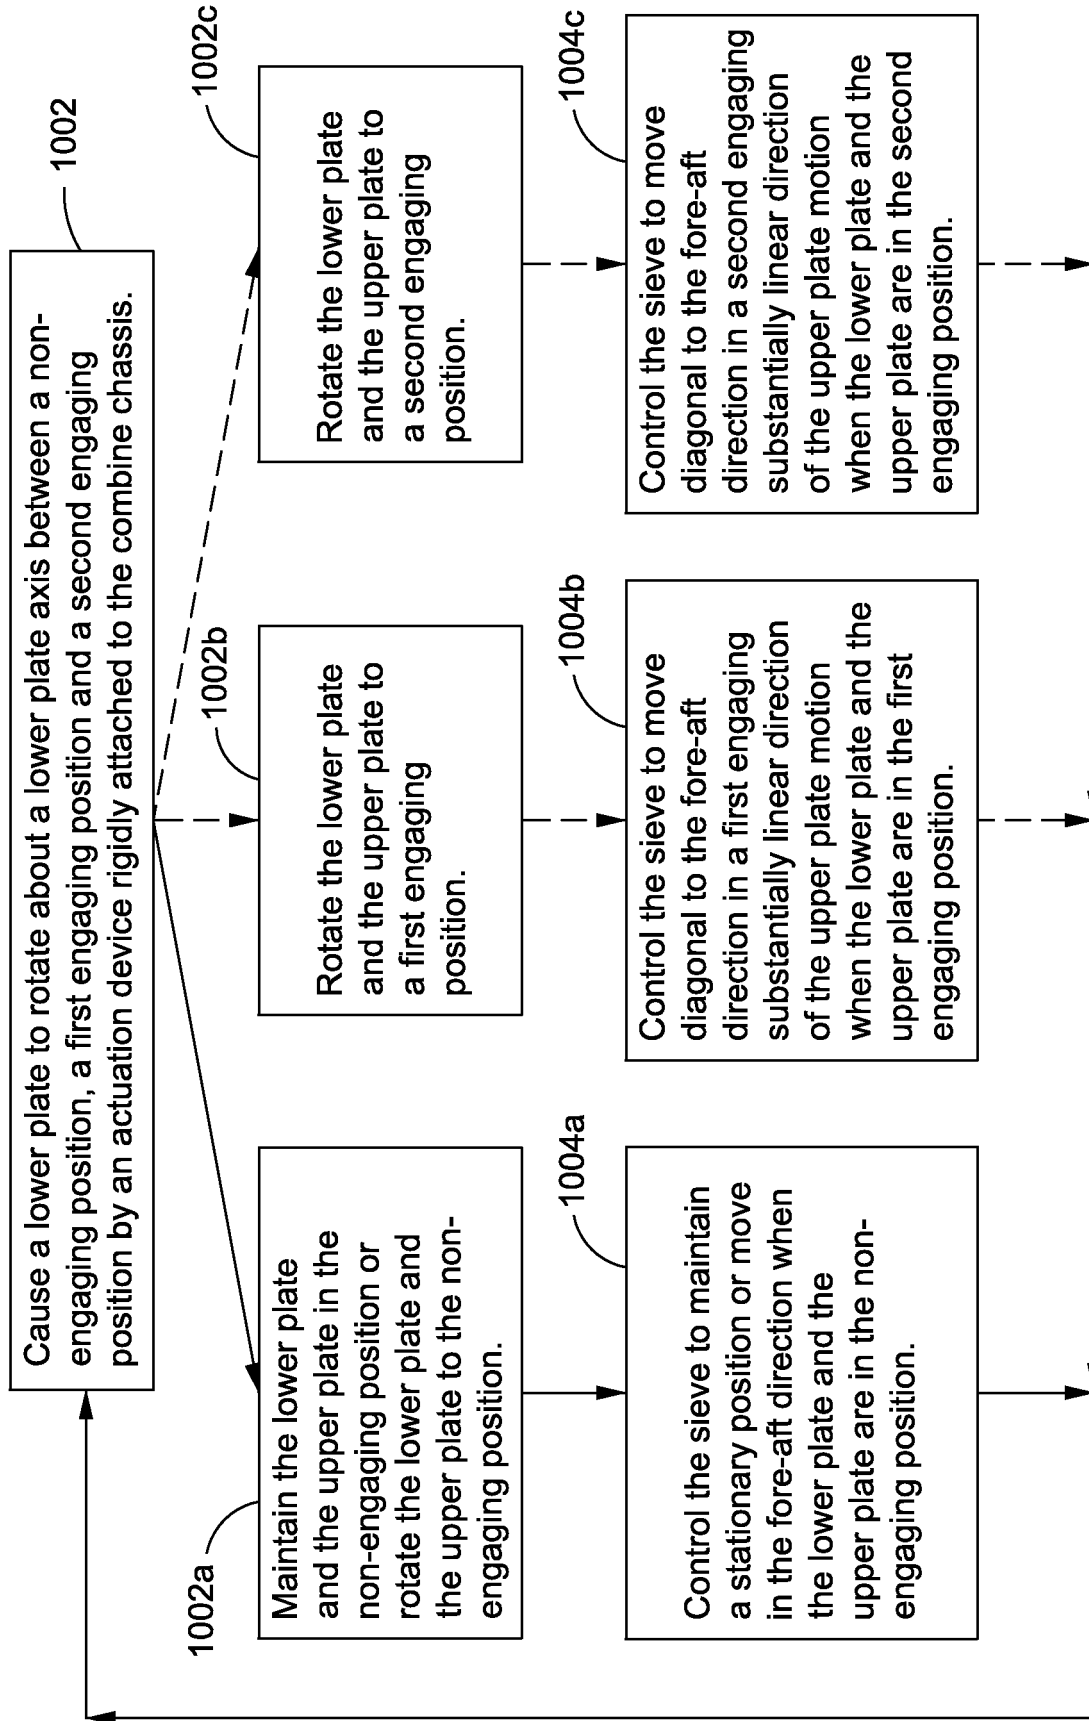 Cause a lower plate to rotate about a lower plate axis between a non-
engaging position, a first engaging position and a second engaging
position by an actuation device rigidly attached to the combine chassis.
1002
1002a
Maintain the lower plate
and the upper plate in the
non-engaging position or
rotate the lower plate and
the upper plate to the non-
engaging position.
1002b
Rotate the lower plate
and the upper plate to
a first engaging
position.
1002c
Rotate the lower plate
and the upper plate to
a second engaging
position.
1004a
Control the sieve to maintain
a stationary position or move
in the fore-aft direction when
the lower plate and the
upper plate are in the non-
engaging position.
1004b
Control the sieve to move
diagonal to the fore-aft
direction in a first engaging
substantially linear direction
of the upper plate motion
when the lower plate and the
upper plate are in the first
engaging position.
1004c
Control the sieve to move
diagonal to the fore-aft
direction in a second engaging
substantially linear direction
of the upper plate motion
when the lower plate and the
upper plate are in the second
engaging position.